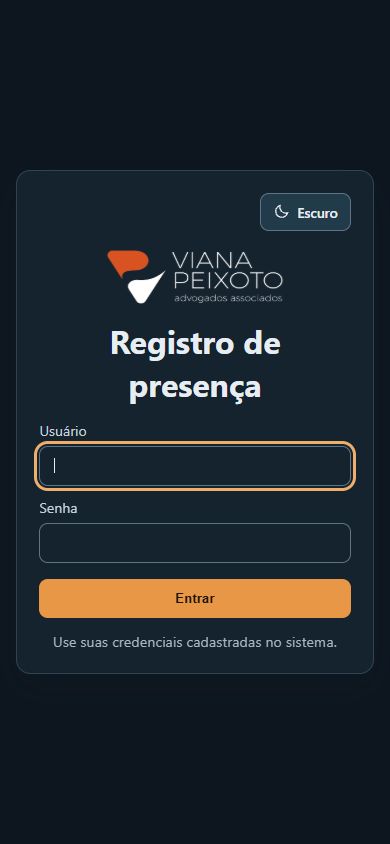 Escuro
VIANA
PEIXOTO
advogados associados
Registro de
presença
Usuário
Senha
Entrar
Use suas credenciais cadastradas no sistema.